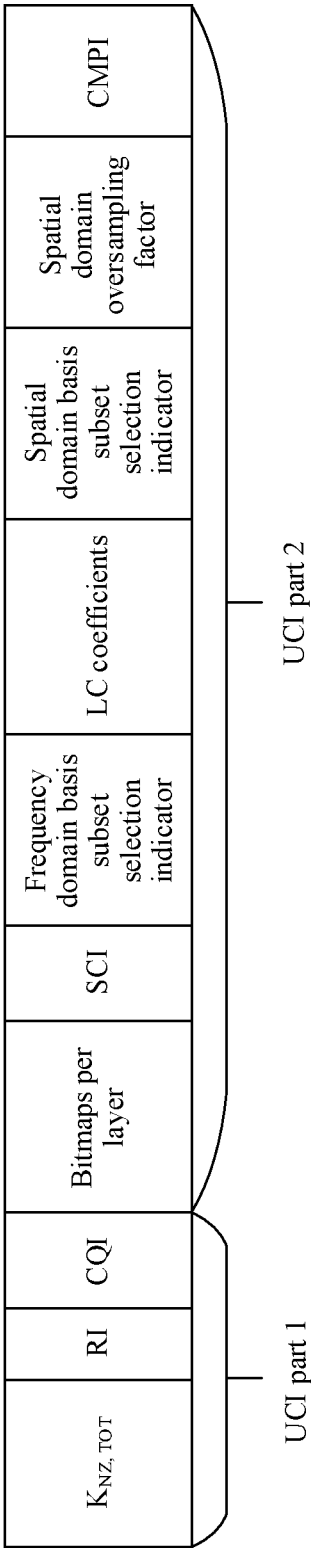 K_NZ, TOT
RI
CQI
Bitmaps per
layer
SCI
Frequency
domain basis
subset
selection
indicator
LC coefficients
Spatial
domain basis
subset
selection
indicator
Spatial
domain
oversampling
factor
CMPI
UCI part 1
UCI part 2